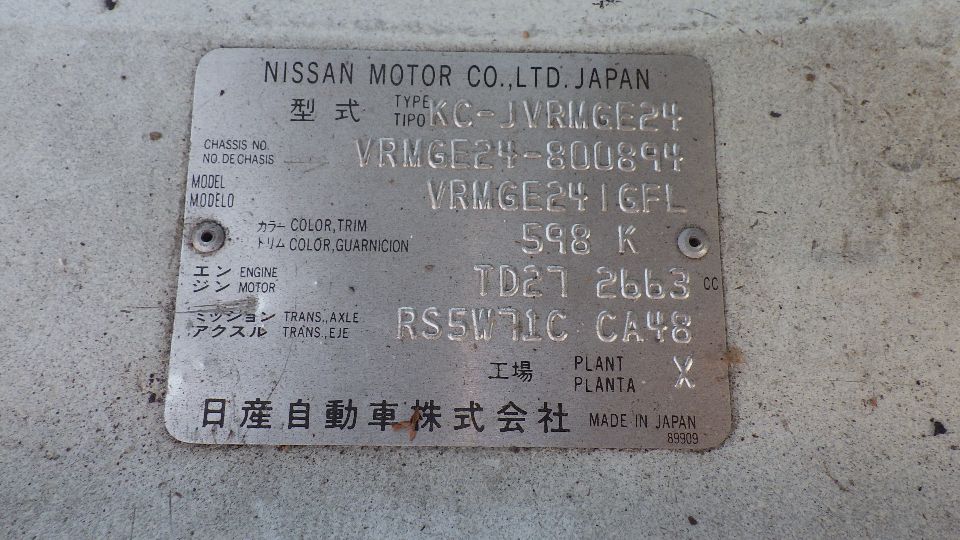 NISSAN MOTOR CO.,LTD. JAPAN
型式 TYPE TIPO KC-JVRMGE24
CHASSIS NO. NO. DE CHASIS VRMGE24-800894
MODEL MODELO VRMGE241GFL
カラー COLOR,TRIM トリム COLOR,GUARNICION 598 K
エンジン ENGINE MOTOR TD27 2663 CC
ミッション TRANS.,AXLE アクスル TRANS.,EJE RS5W71C CA48
工場 PLANT PLANTA X
日産自動車株式会社 MADE IN JAPAN
89909